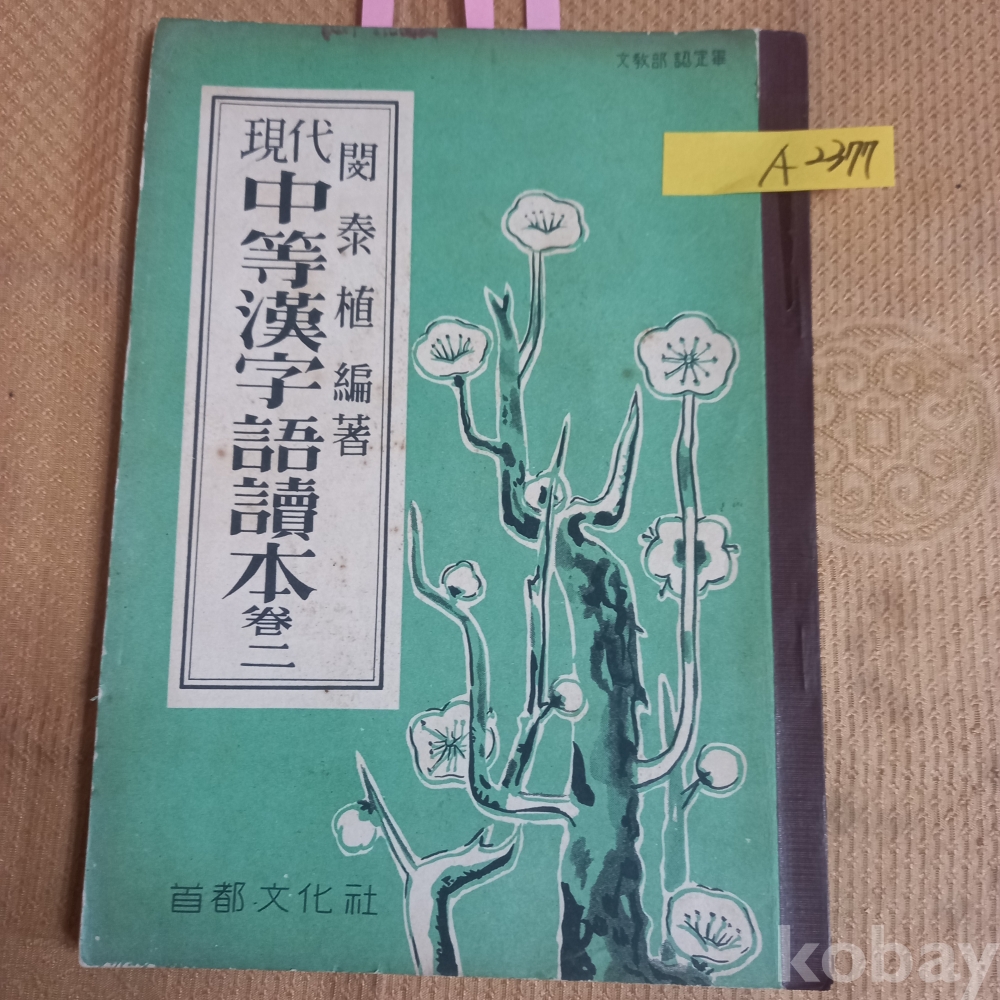 文敎部 認定畢
A 2377
現代
中等漢字語讀本
卷二
閔泰植編著
首都文化社
kobay